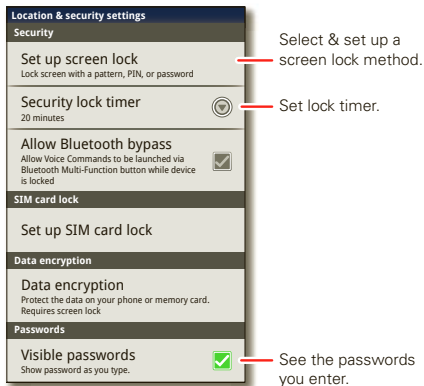 Location & security settings
Security
Set up screen lock
Lock screen with a pattern, PIN, or password
Select & set up a
screen lock method.
Security lock timer
20 minutes
Set lock timer.
Allow Bluetooth bypass
Allow Voice Commands to be launched via
Bluetooth Multi-Function button while device
is locked
SIM card lock
Set up SIM card lock
Data encryption
Data encryption
Protect the data on your phone or memory card.
Requires screen lock
Passwords
Visible passwords
Show password as you type.
See the passwords
you enter.